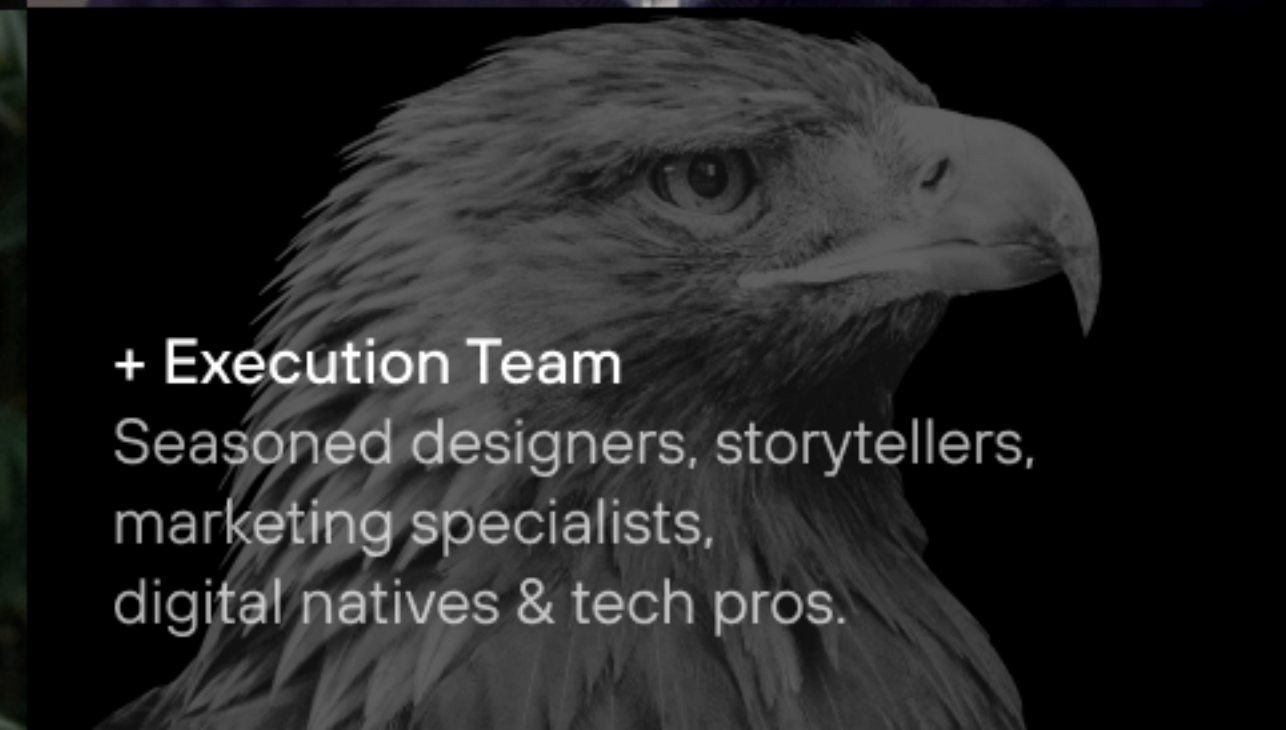 + Execution Team
Seasoned designers, storytellers,
marketing specialists,
digital natives & tech pros.